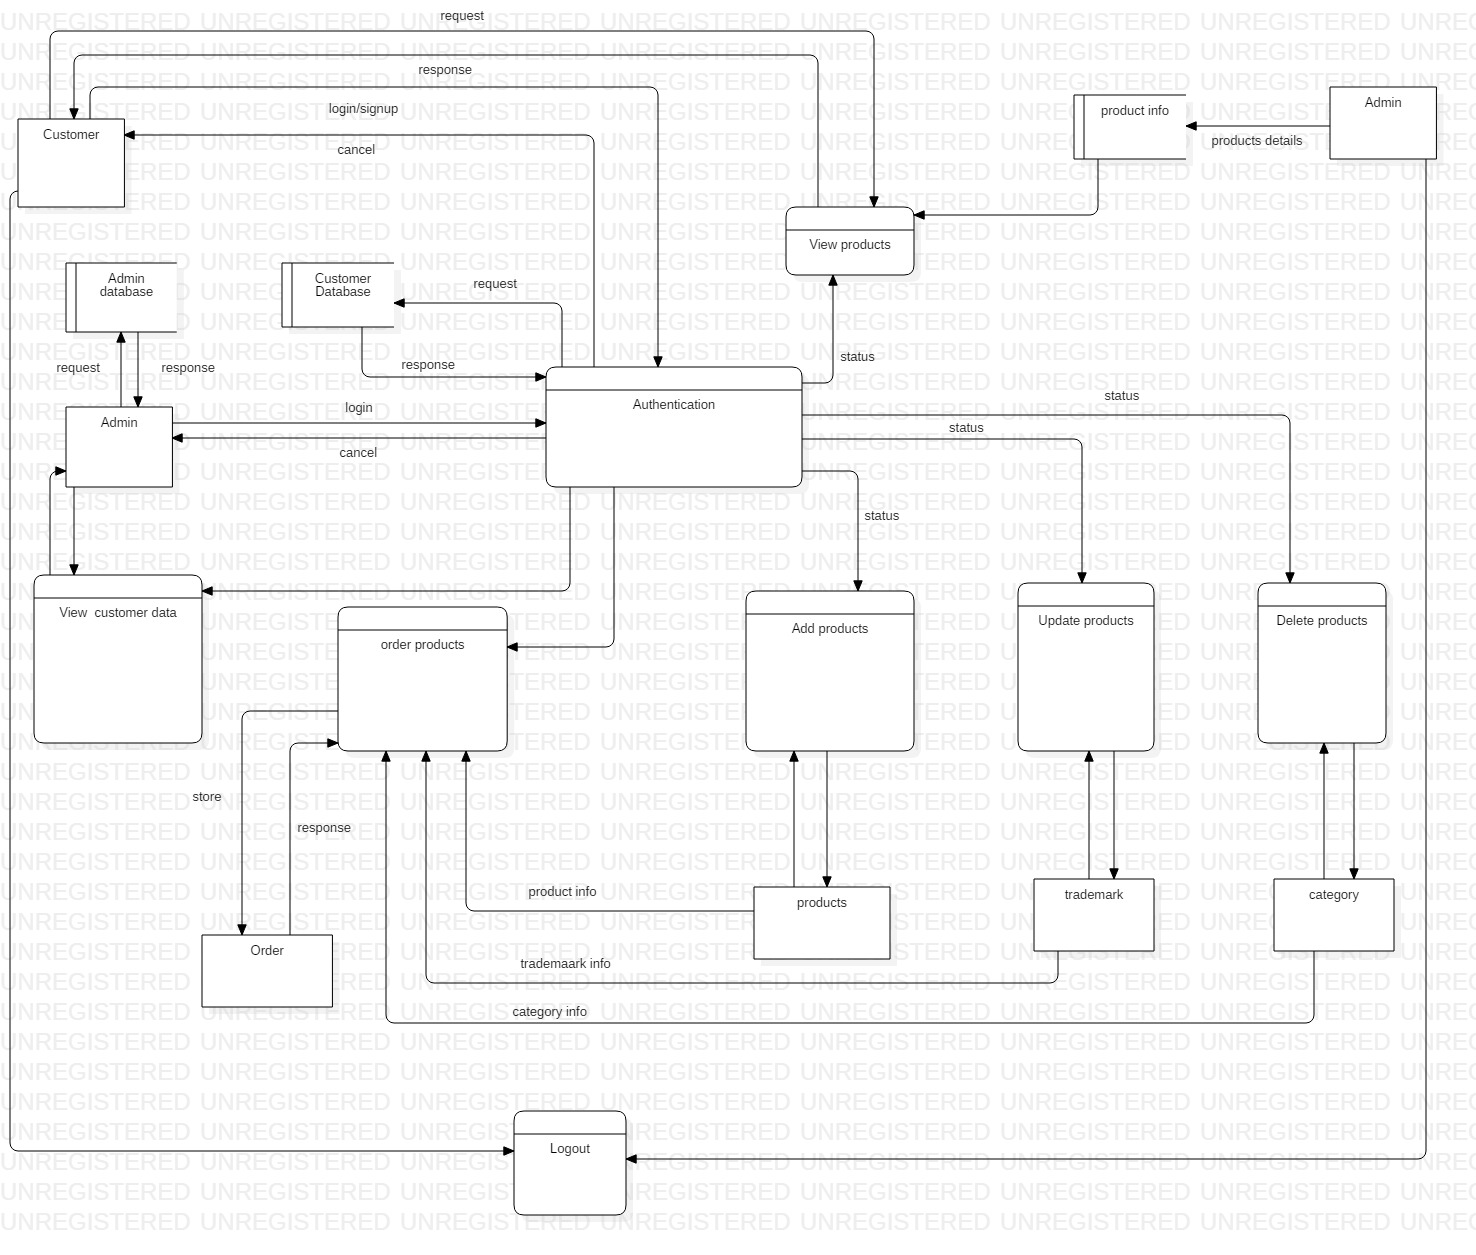 request
response
login/signup
cancel
Customer
product info
Admin
products details
View products
Admin
database
Customer
Database
request
request
response
response
status
Authentication
status
status
Admin
login
cancel
status
View  customer data
order products
Add products
Update products
Delete products
store
response
product info
products
trademark
category
Order
trademaark info
category info
Logout
UNREGISTERED